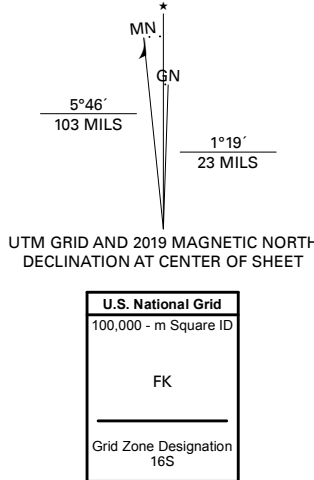 MN
GN
5°46´
103 MILS
1°19´
23 MILS
UTM GRID AND 2019 MAGNETIC NORTH
DECLINATION AT CENTER OF SHEET
U.S. National Grid
100,000 - m Square ID
FK
Grid Zone Designation
16S